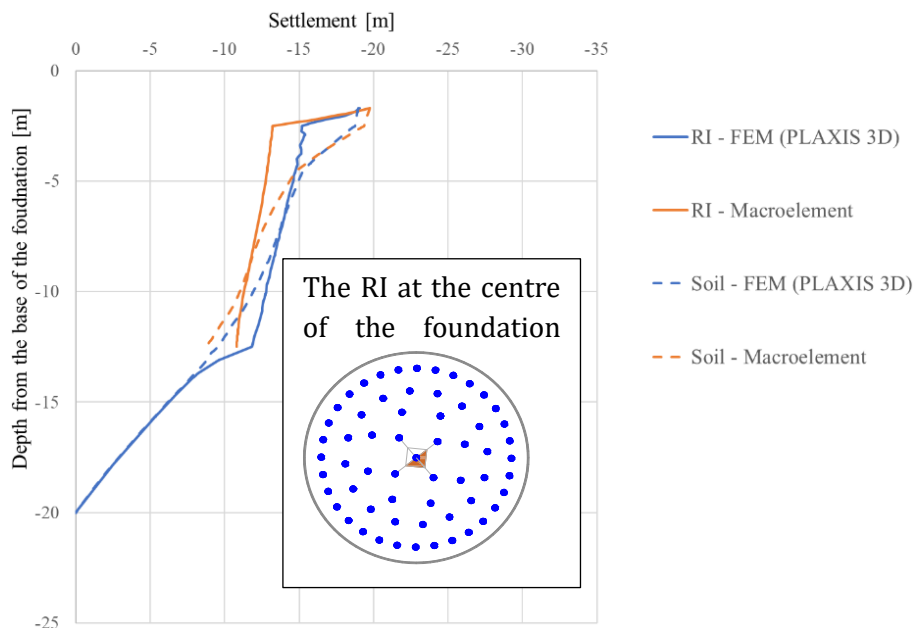 Settlement [m]
0 -5 -10 -15 -20 -25 -30 -35
0
-5
-10
-15
-20
-25
Depth from the base of the foudnation [m]
RI - FEM (PLAXIS 3D)
RI - Macroelement
Soil - FEM (PLAXIS 3D)
Soil - Macroelement
The RI at the centre
of the foundation